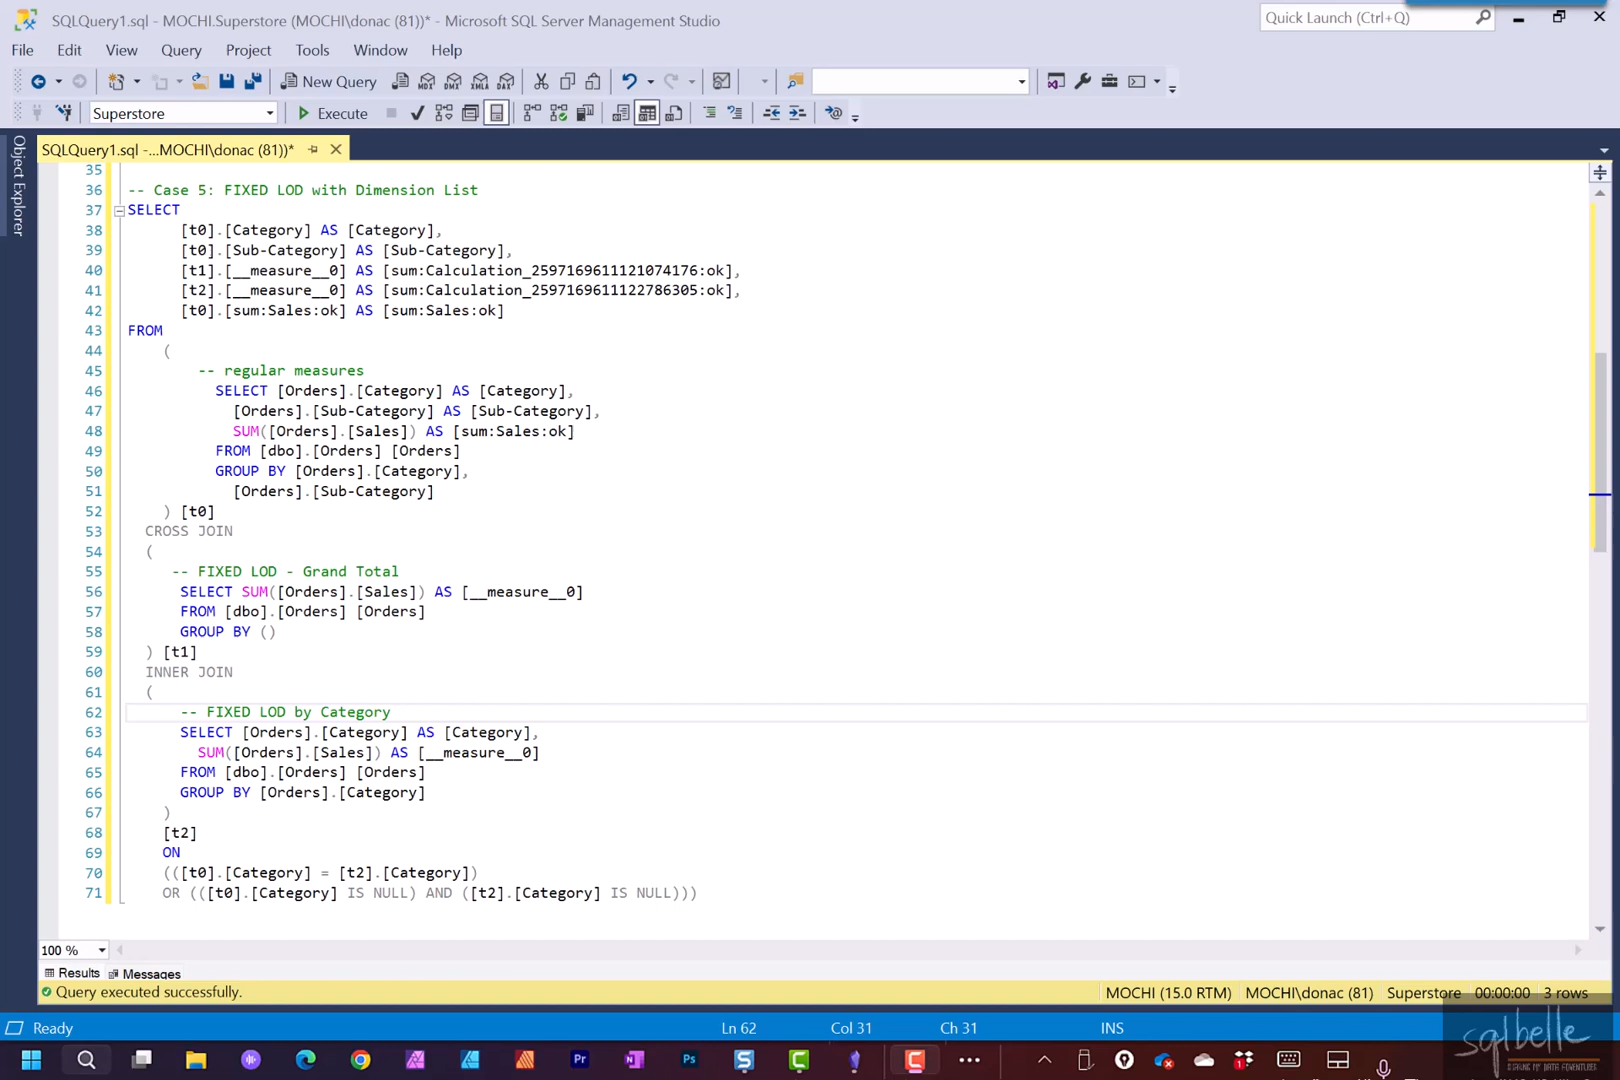 SQLQuery1.sql - MOCHI.Superstore (MOCHI\donac (81))* - Microsoft SQL Server Management Studio
Quick Launch (Ctrl+Q)
File Edit View Query Project Tools Window Help
New Query MDX DMX XMLA DAX
Superstore Execute
Object Explorer
SQLQuery1.sql -...MOCHI\donac (81))*
35
36 -- Case 5: FIXED LOD with Dimension List
37 SELECT
38 [t0].[Category] AS [Category],
39 [t0].[Sub-Category] AS [Sub-Category],
40 [t1].[__measure__0] AS [sum:Calculation_2597169611121074176:ok],
41 [t2].[__measure__0] AS [sum:Calculation_2597169611122786305:ok],
42 [t0].[sum:Sales:ok] AS [sum:Sales:ok]
43 FROM
44 (
45 -- regular measures
46 SELECT [Orders].[Category] AS [Category],
47 [Orders].[Sub-Category] AS [Sub-Category],
48 SUM([Orders].[Sales]) AS [sum:Sales:ok]
49 FROM [dbo].[Orders] [Orders]
50 GROUP BY [Orders].[Category],
51 [Orders].[Sub-Category]
52 ) [t0]
53 CROSS JOIN
54 (
55 -- FIXED LOD - Grand Total
56 SELECT SUM([Orders].[Sales]) AS [__measure__0]
57 FROM [dbo].[Orders] [Orders]
58 GROUP BY ()
59 ) [t1]
60 INNER JOIN
61 (
62 -- FIXED LOD by Category
63 SELECT [Orders].[Category] AS [Category],
64 SUM([Orders].[Sales]) AS [__measure__0]
65 FROM [dbo].[Orders] [Orders]
66 GROUP BY [Orders].[Category]
67 )
68 [t2]
69 ON
70 (([t0].[Category] = [t2].[Category])
71 OR (([t0].[Category] IS NULL) AND ([t2].[Category] IS NULL)))
100 %
Results Messages
Query executed successfully. MOCHI (15.0 RTM) MOCHI\donac (81) Superstore 00:00:00 3 rows
Ready Ln 62 Col 31 Ch 31 INS
sqlbelle
Pr Ps